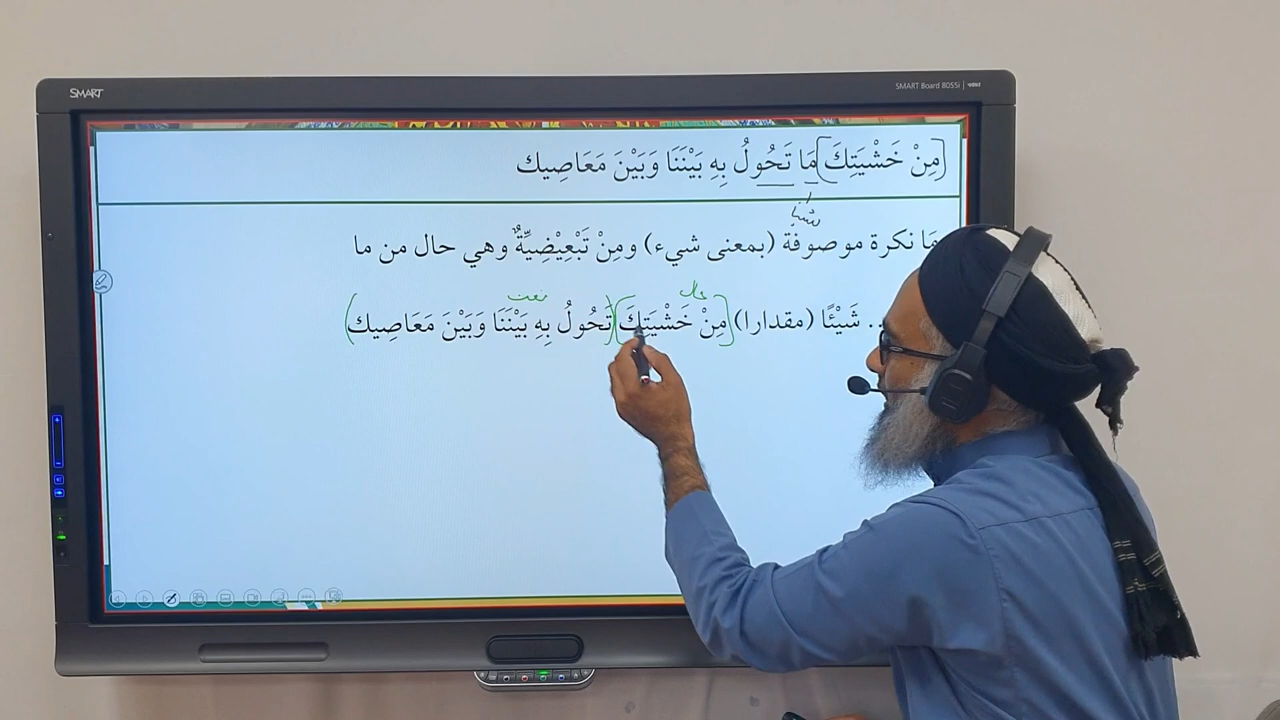 SMART
SMART Board 8055i
[مِنْ خَشْيَتِكَ] مَا تَحُولُ بِهِ بَيْنَنَا وَبَيْنَ مَعَاصِيك
شيئا
مَا نكرة موصوفة (بمعنى شيء) ومِنْ تَبْعِيْضِيِّةٌ وهي حال من ما
حال
نعت
.. شَيْئًا (مقدارا) [مِنْ خَشْيَتِكَ] (تَحُولُ بِهِ بَيْنَنَا وَبَيْنَ مَعَاصِيك)